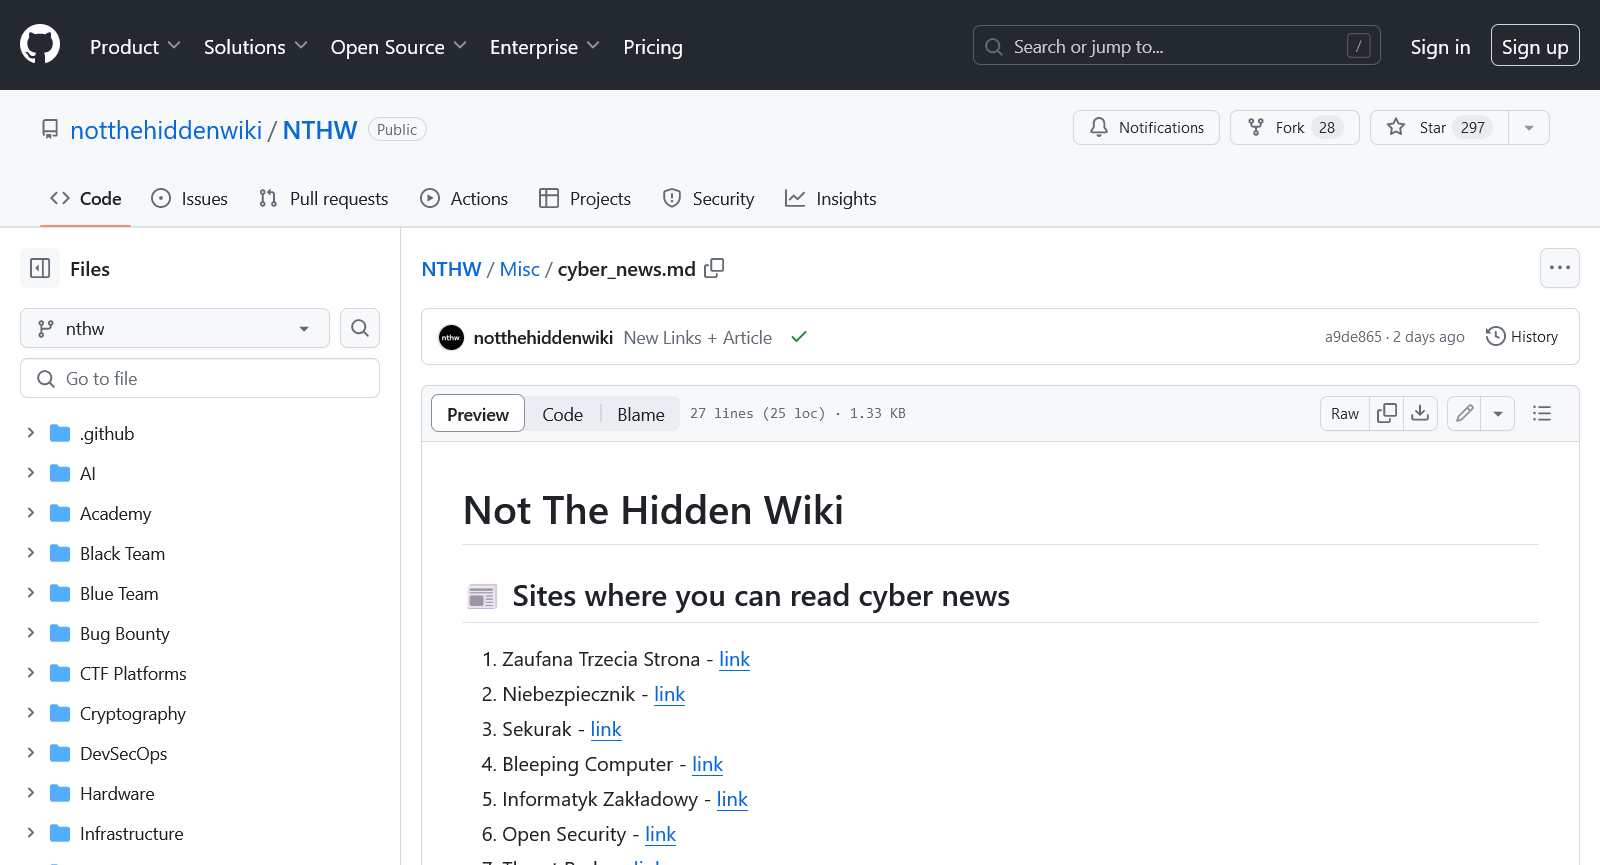 Product Solutions Open Source Enterprise Pricing Search or jump to... / Sign in Sign up
notthehiddenwiki / NTHW Public Notifications Fork 28 Star 297
Code Issues Pull requests Actions Projects Security Insights
Files
nthw
Go to file
.github
AI
Academy
Black Team
Blue Team
Bug Bounty
CTF Platforms
Cryptography
DevSecOps
Hardware
Infrastructure
NTHW / Misc / cyber_news.md
nthw notthehiddenwiki New Links + Article a9de865 · 2 days ago History
Preview Code Blame 27 lines (25 loc) · 1.33 KB Raw
Not The Hidden Wiki
Sites where you can read cyber news
1. Zaufana Trzecia Strona - link
2. Niebezpiecznik - link
3. Sekurak - link
4. Bleeping Computer - link
5. Informatyk Zakładowy - link
6. Open Security - link